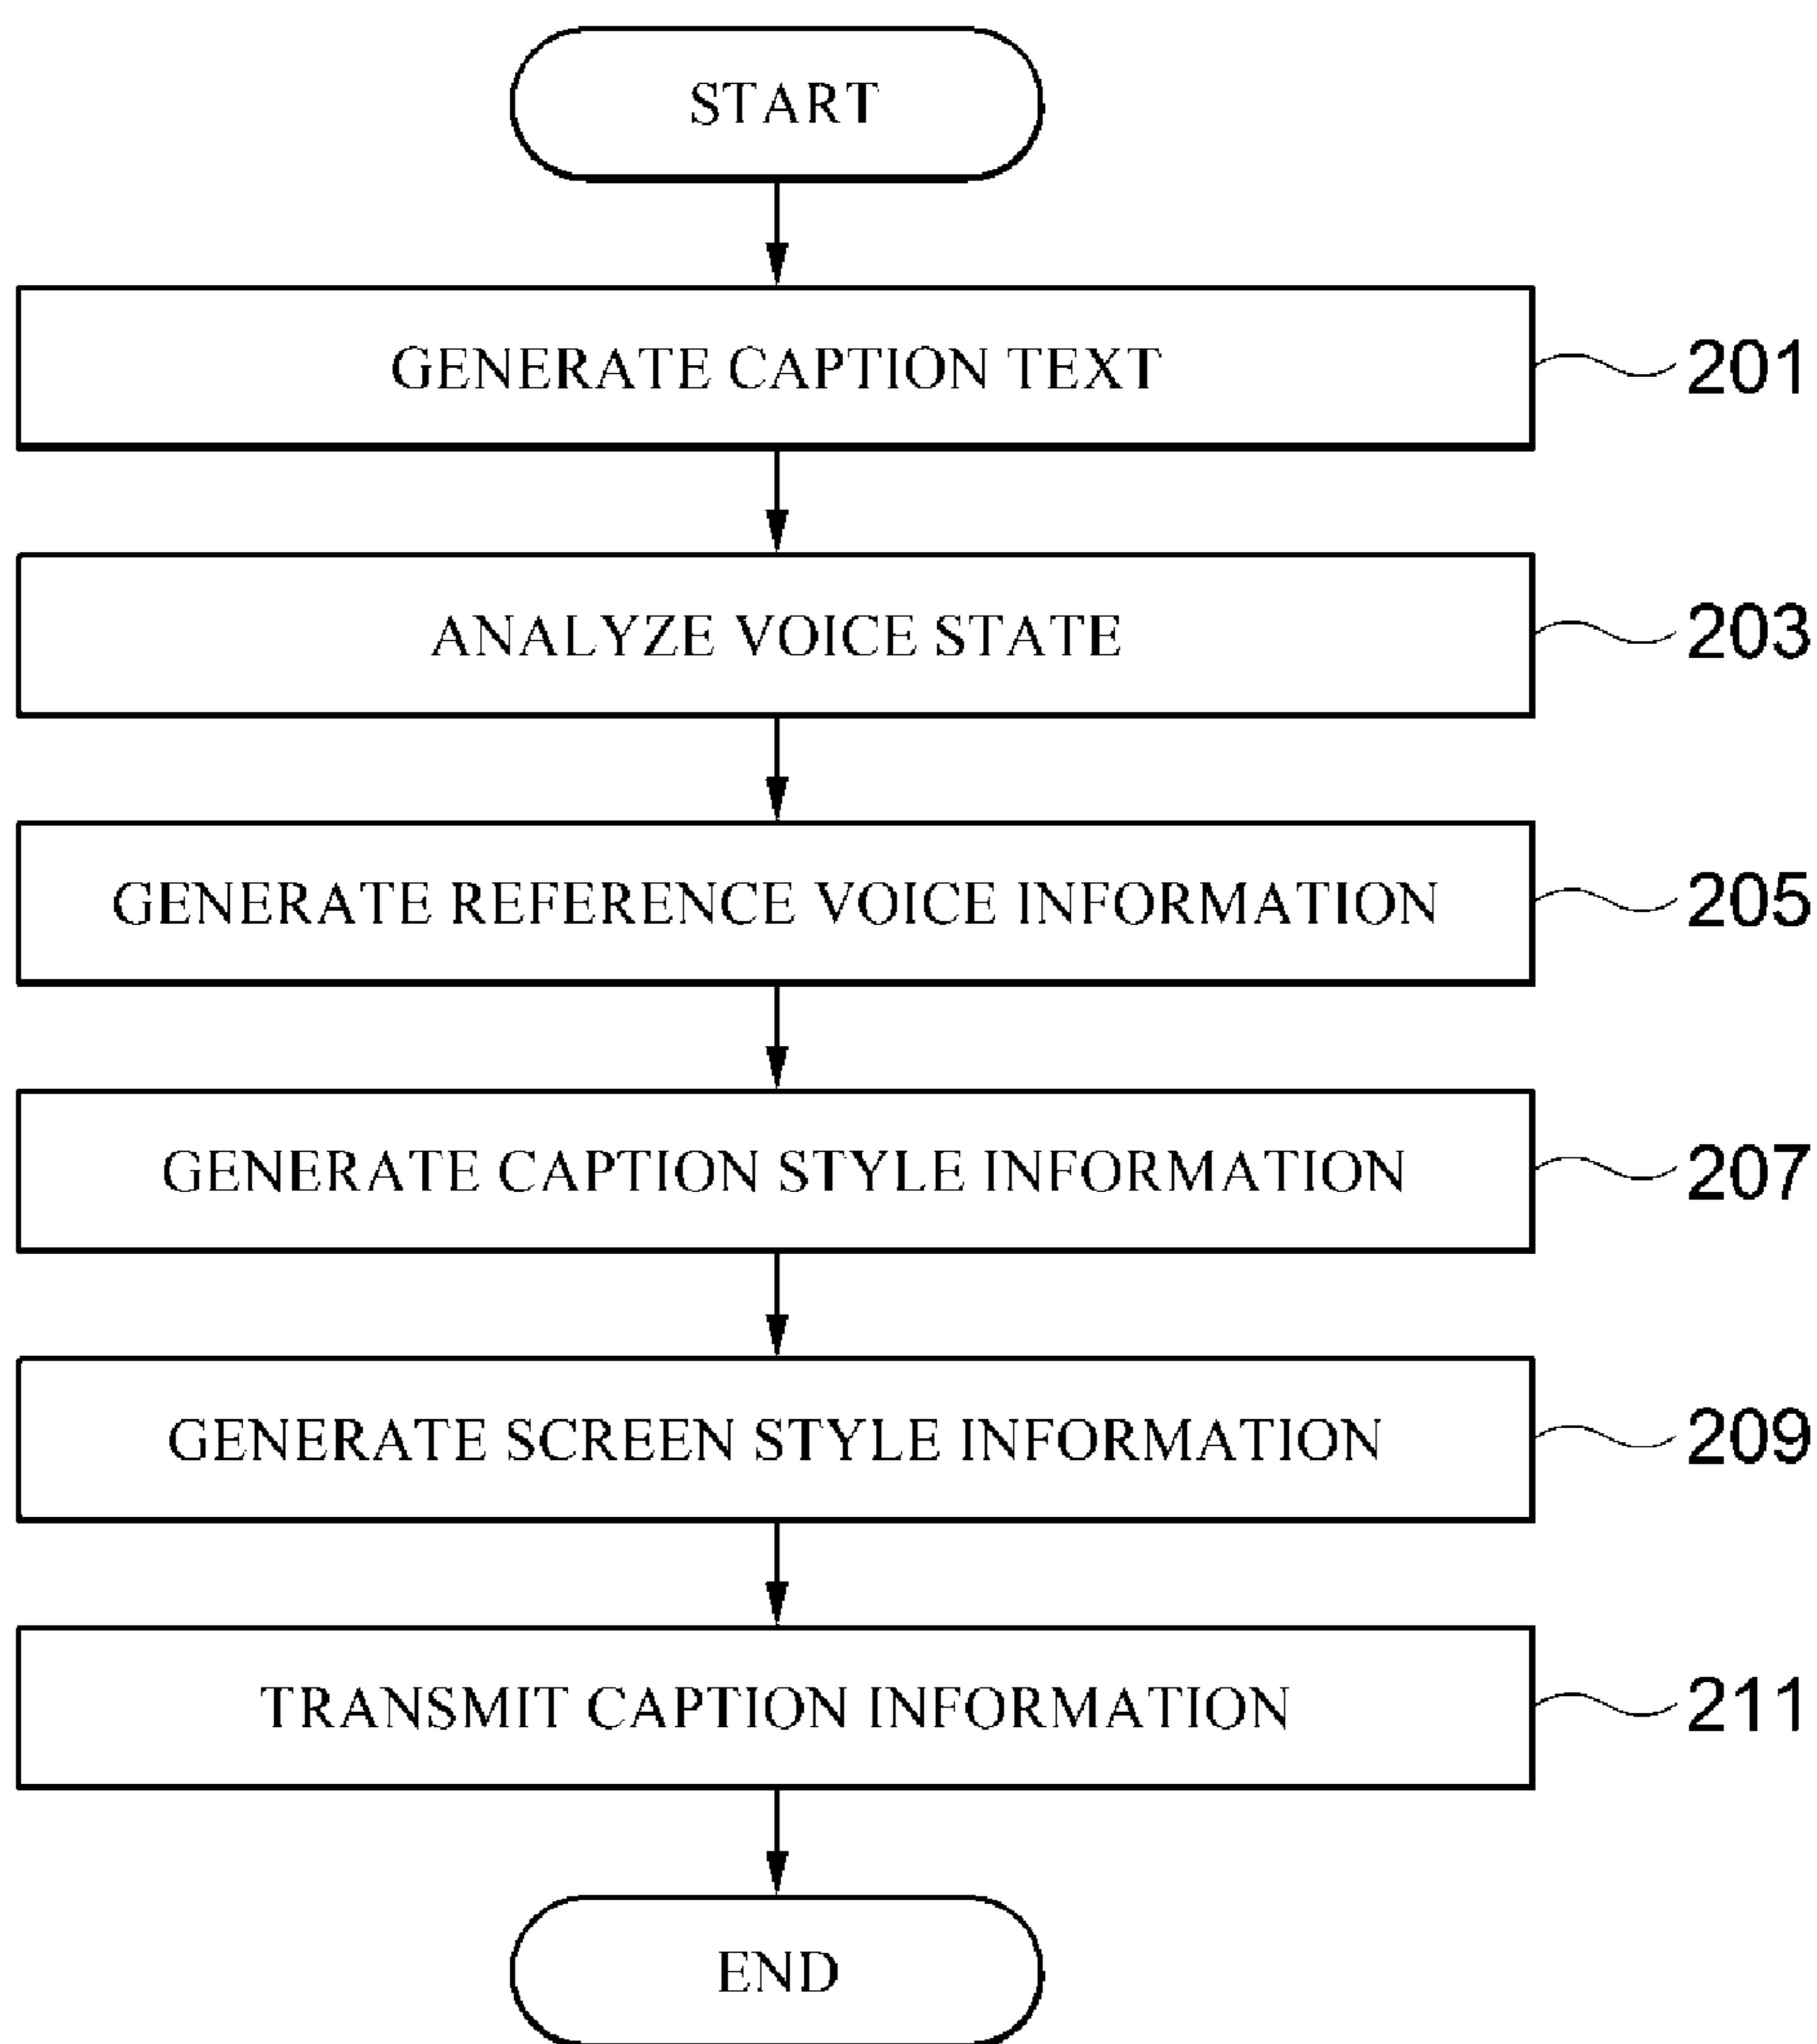 START
GENERATE CAPTION TEXT
201
ANALYZE VOICE STATE
203
GENERATE REFERENCE VOICE INFORMATION
205
GENERATE CAPTION STYLE INFORMATION
207
GENERATE SCREEN STYLE INFORMATION
209
TRANSMIT CAPTION INFORMATION
211
END